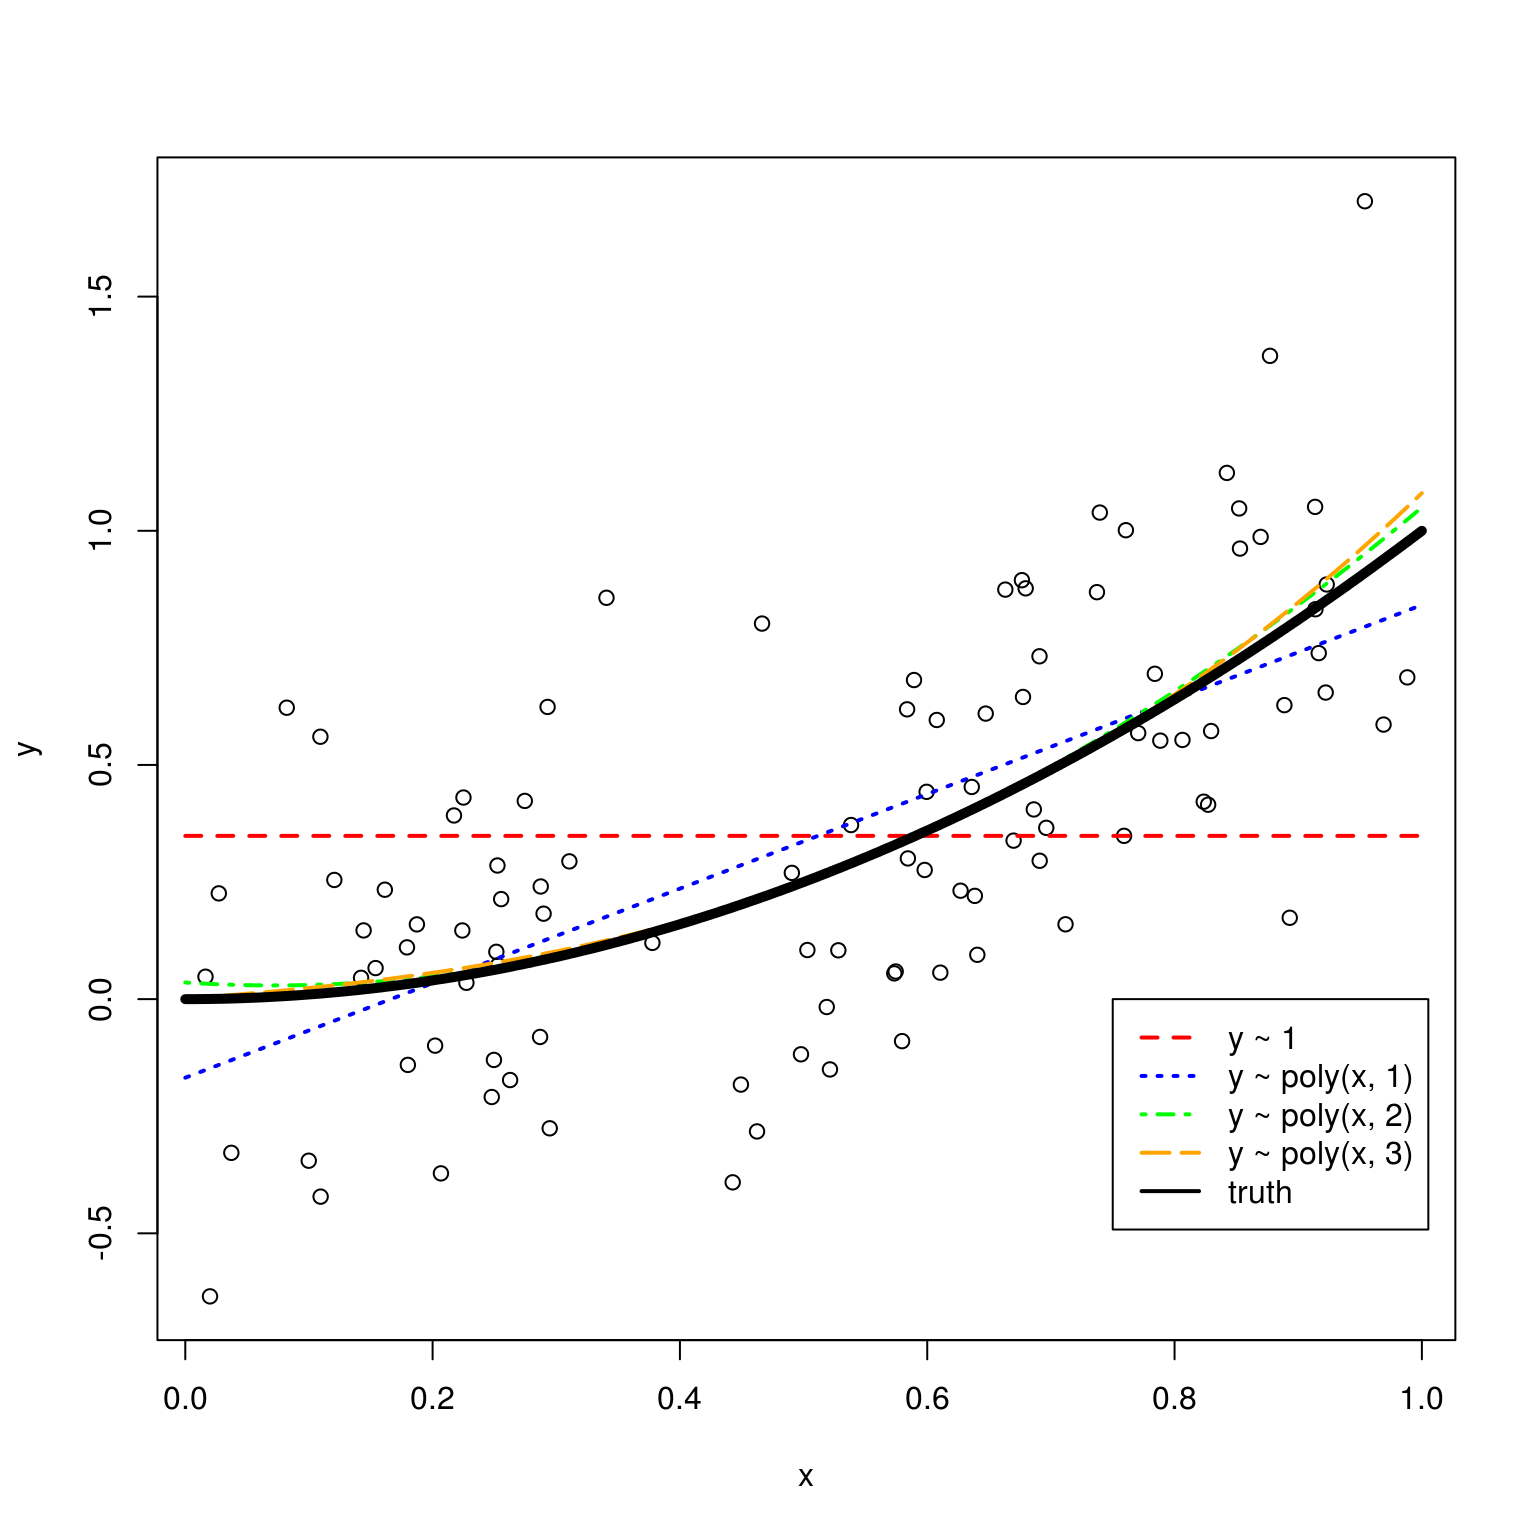 1.5
1.0
0.5
0.0
-0.5
y
0.0 0.2 0.4 0.6 0.8 1.0
x
y ~ 1
y ~ poly(x, 1)
y ~ poly(x, 2)
y ~ poly(x, 3)
truth